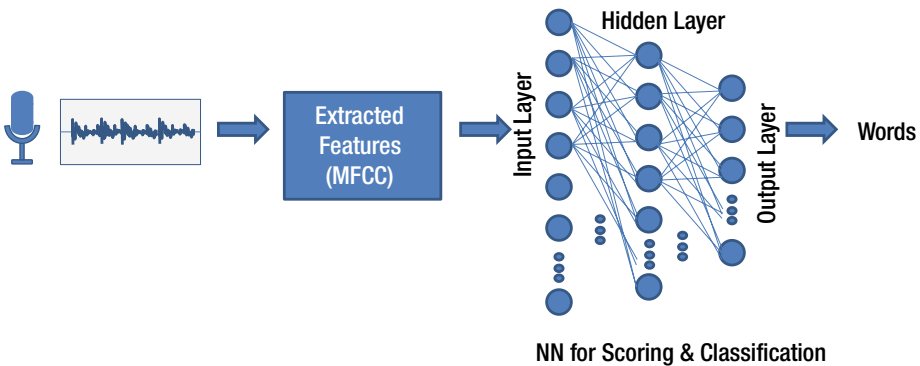 Hidden Layer
Extracted
Features
(MFCC)
Input Layer
Output Layer
Words
NN for Scoring & Classification